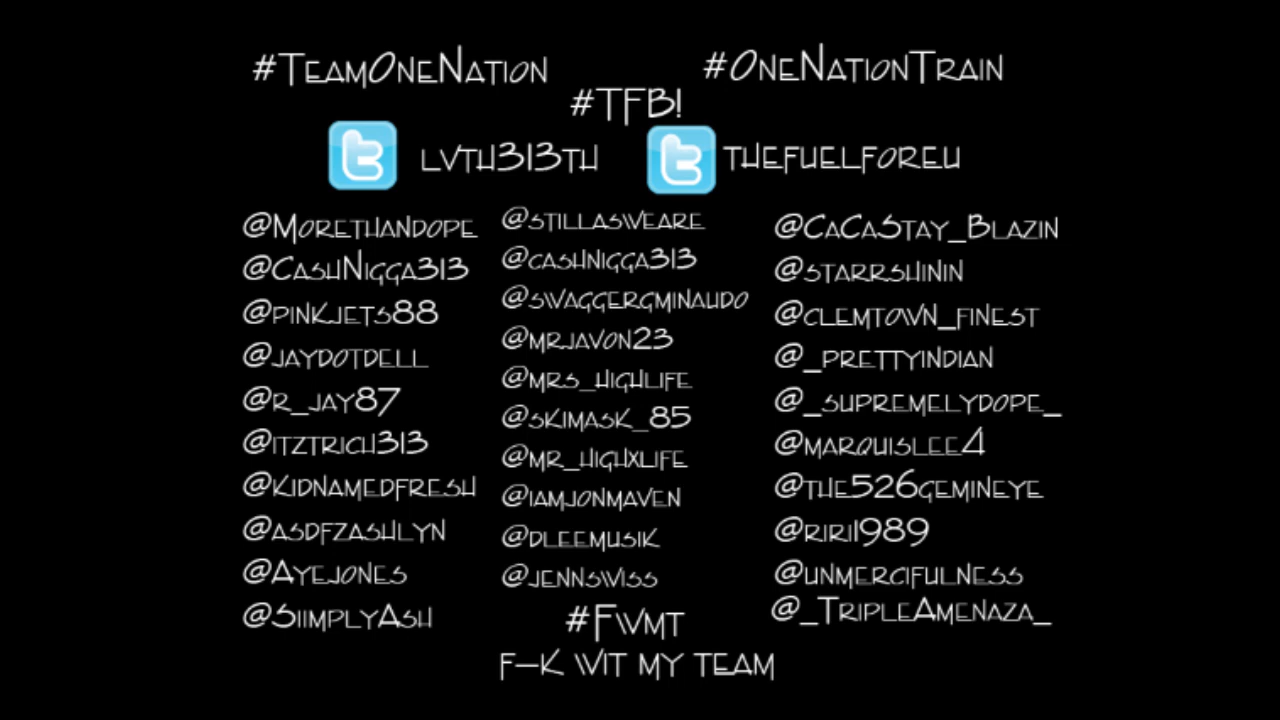 #TeamOneNation
#OneNationTrain
#TFB!
lvth313th
thefuelforeu
@Morethandope
@CashNigga313
@pinkjets88
@jaydotdell
@r_jay87
@itztrich313
@kidnamedfresh
@asdfzashlyn
@Ayejones
@SiimplyAsh
@stillasweare
@cashnigga313
@swaggergminaudo
@mrjavon23
@mrs_highlife
@skimask_85
@mr_highxlife
@iamjonmaven
@dleemusik
@jennswiss
@CaCaStay_Blazin
@starrshinin
@clemtown_finest
@_prettyindian
@_supremelydope_
@marquislee4
@the526gemineye
@riri1989
@unmercifulness
@_TripleAmenaza_
#Fwmt
f--k wit my team